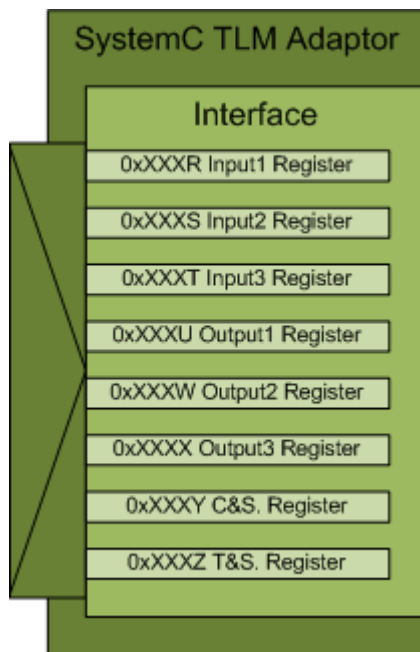 SystemC TLM Adaptor
Interface
0xXXXR Input1 Register
0xXXXS Input2 Register
0xXXXT Input3 Register
0xXXXU Output1 Register
0xXXXW Output2 Register
0xXXXX Output3 Register
0xXXXY C&S. Register
0xXXXZ T&S. Register